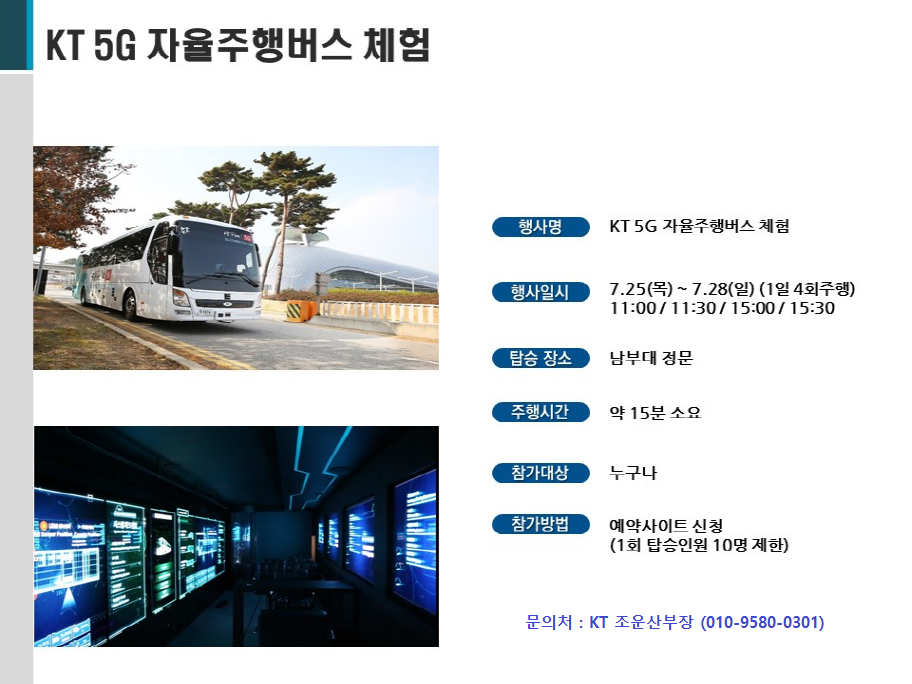 KT 5G 자율주행버스 체험
행사명 KT 5G 자율주행버스 체험
행사일시 7.25(목) ~ 7.28(일) (1일 4회주행)
11:00 / 11:30 / 15:00 / 15:30
탑승 장소 남부대 정문
주행시간 약 15분 소요
참가대상 누구나
참가방법 예약사이트 신청
(1회 탑승인원 10명 제한)
문의처 : KT 조운산부장 (010-9580-0301)